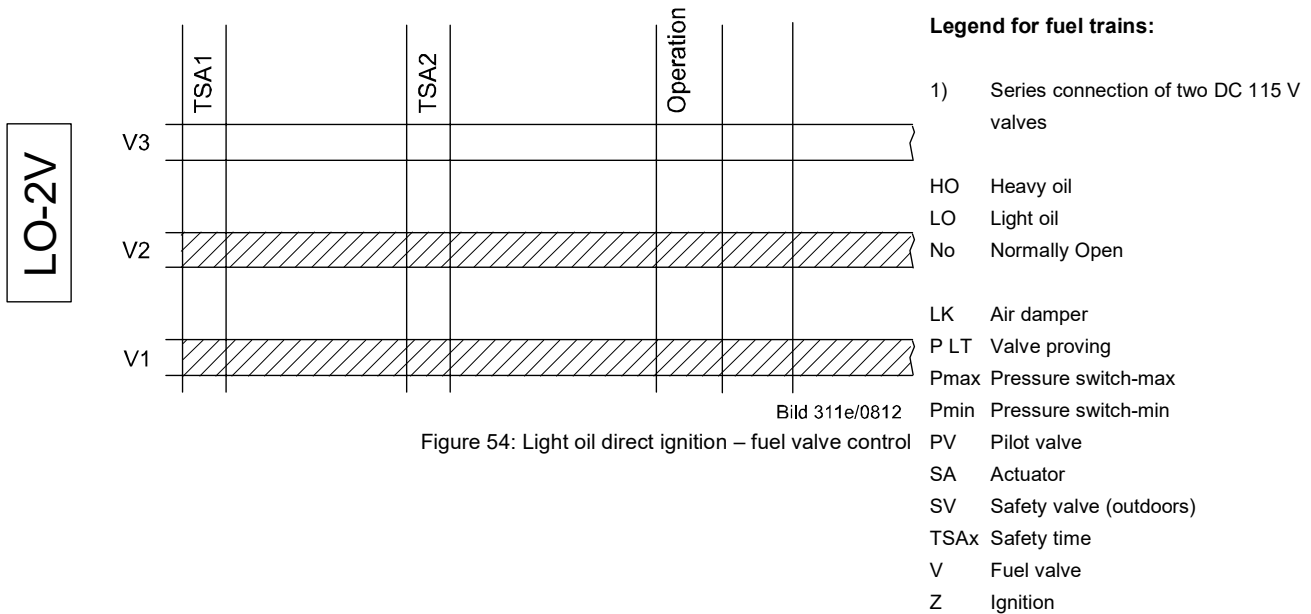 LO-2V
TSA1
TSA2
Operation
V3
V2
V1
Bild 311e/0812
Figure 54: Light oil direct ignition – fuel valve control
Legend for fuel trains:
1) Series connection of two DC 115 V
valves
HO Heavy oil
LO Light oil
No Normally Open
LK Air damper
P LT Valve proving
Pmax Pressure switch-max
Pmin Pressure switch-min
PV Pilot valve
SA Actuator
SV Safety valve (outdoors)
TSAx Safety time
V Fuel valve
Z Ignition